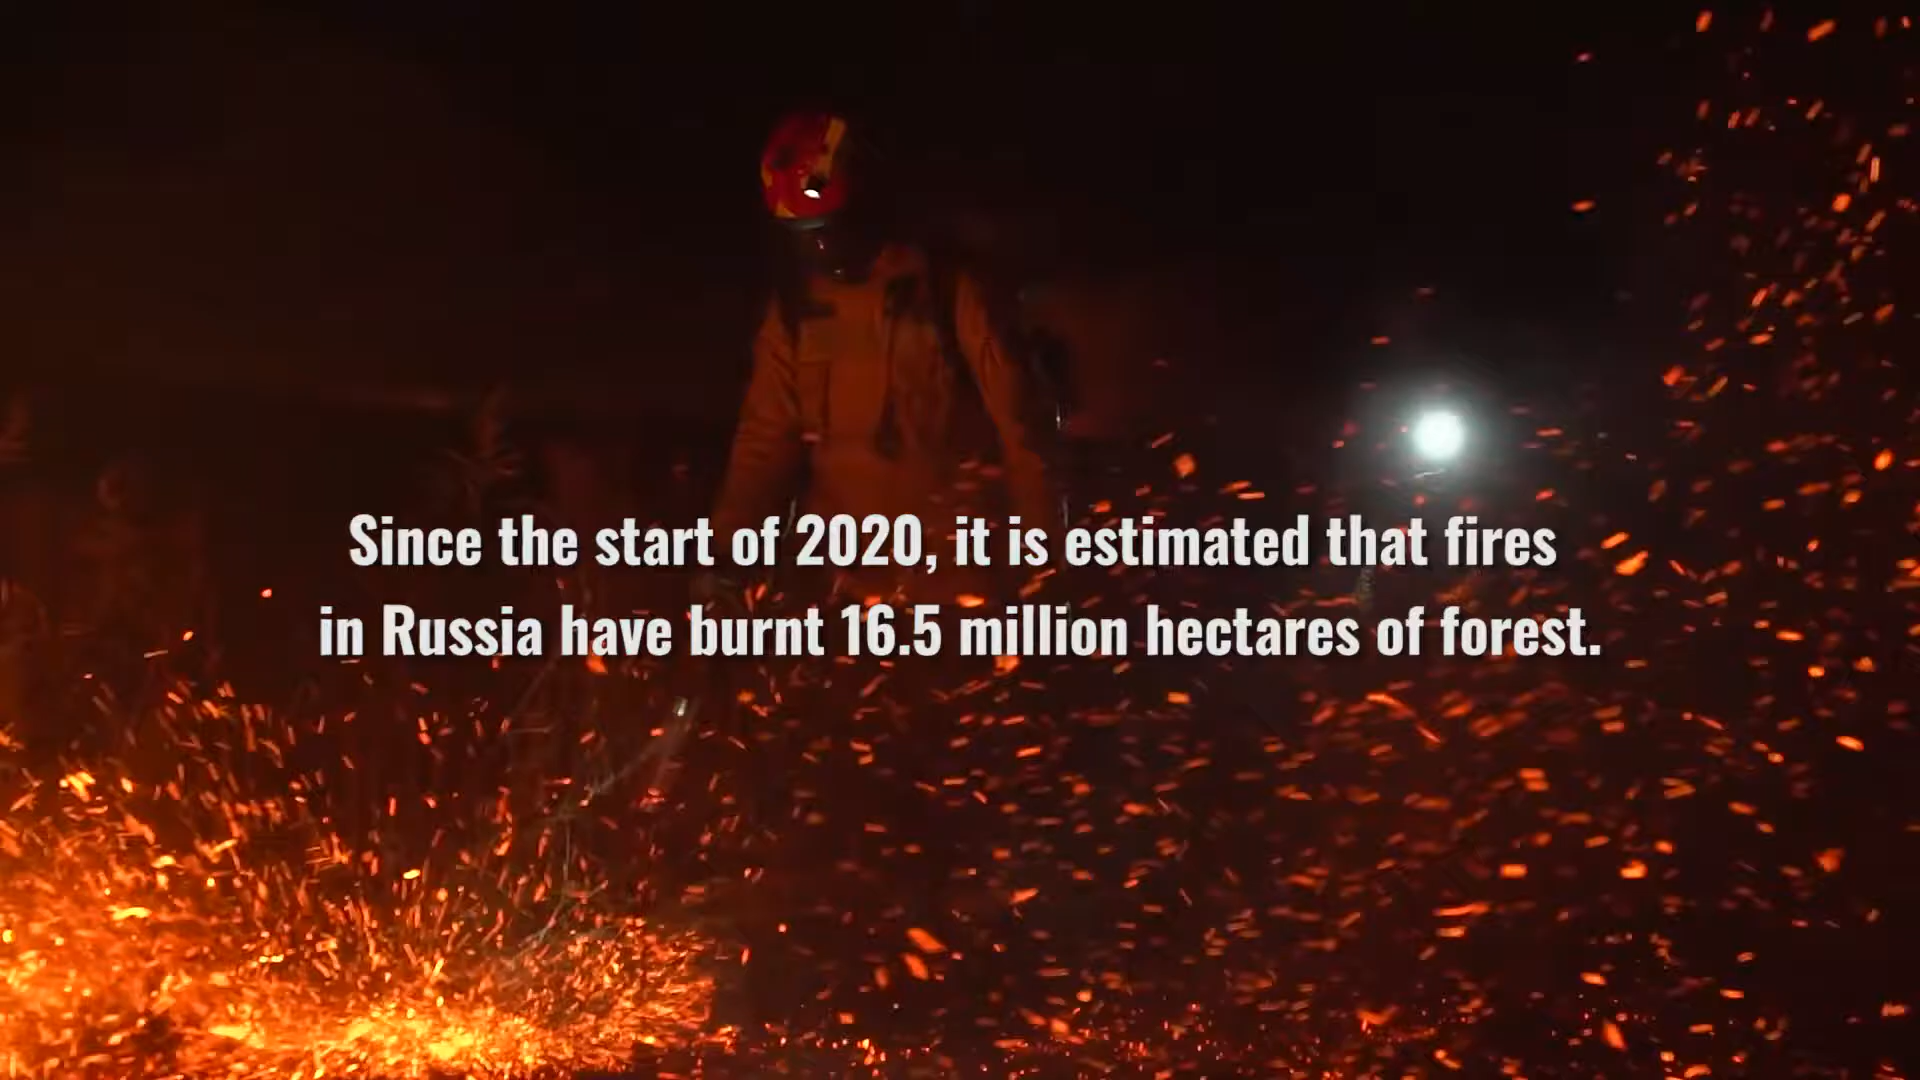 Since the start of 2020, it is estimated that fires
in Russia have burnt 16.5 million hectares of forest.